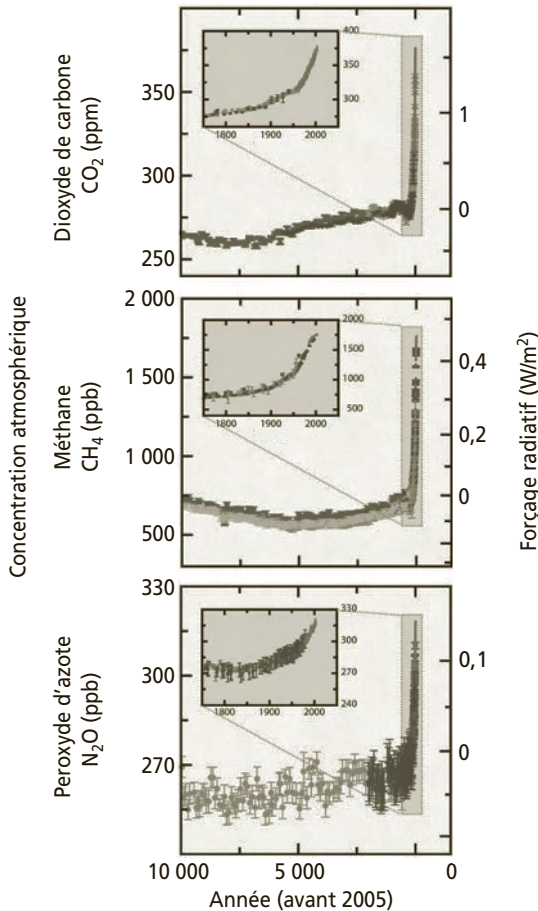 Concentration atmosphérique
Dioxyde de carbone
CO₂ (ppm)
350
300
250
400
350
300
1800 1900 2000
1
0
Méthane
CH₄ (ppb)
2 000
1 500
1 000
500
2000
1500
1000
500
1800 1900 2000
0,4
0,2
0
Forçage radiatif (W/m²)
Peroxyde d'azote
N₂O (ppb)
330
300
270
330
300
270
240
1800 1900 2000
0,1
0
10 000 5 000 0
Année (avant 2005)